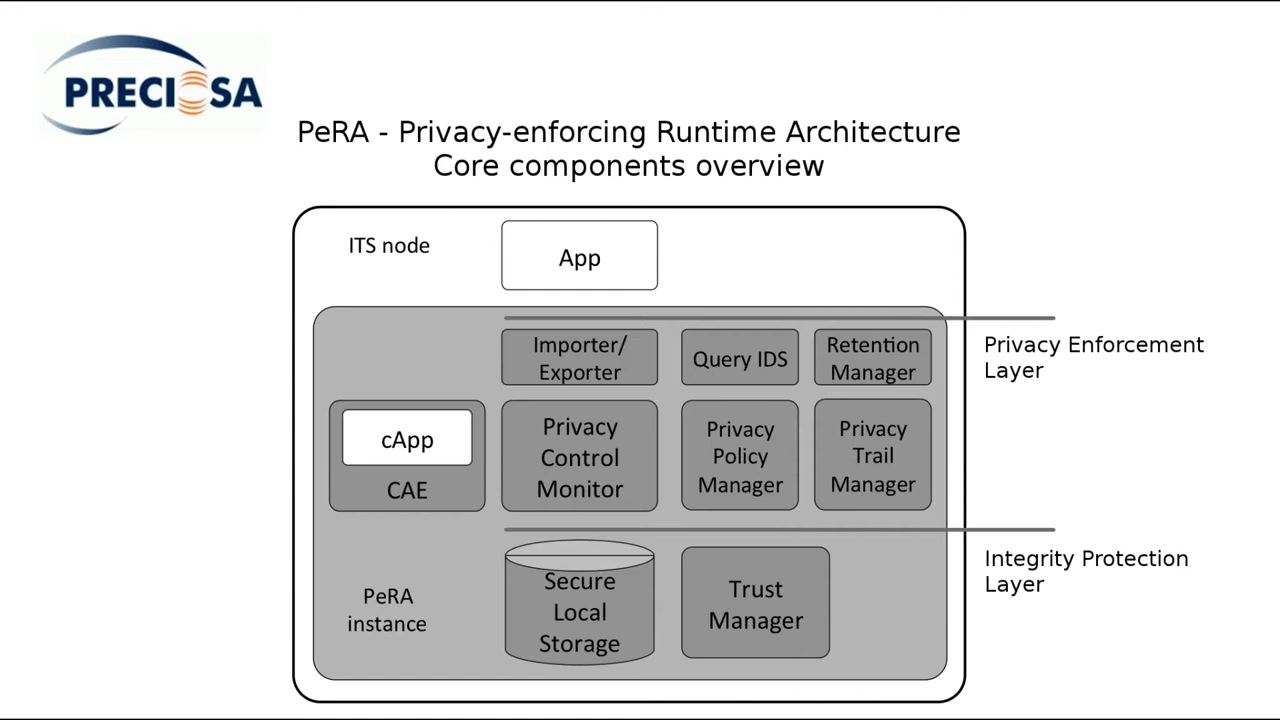 PRECIOSA
PeRA - Privacy-enforcing Runtime Architecture
Core components overview
ITS node
App
Importer/
Exporter
Query IDS
Retention
Manager
Privacy Enforcement
Layer
cApp
CAE
Privacy
Control
Monitor
Privacy
Policy
Manager
Privacy
Trail
Manager
Integrity Protection
Layer
PeRA
instance
Secure
Local
Storage
Trust
Manager